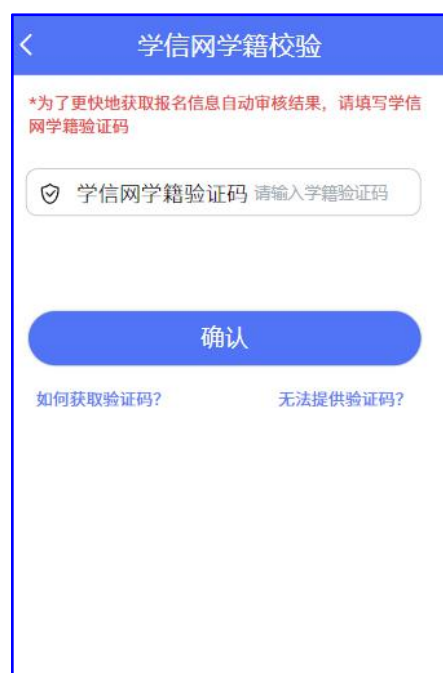 学信网学籍校验
*为了更快地获取报名信息自动审核结果，请填写学信
网学籍验证码
学信网学籍验证码 请输入学籍验证码
确认
如何获取验证码? 无法提供验证码?